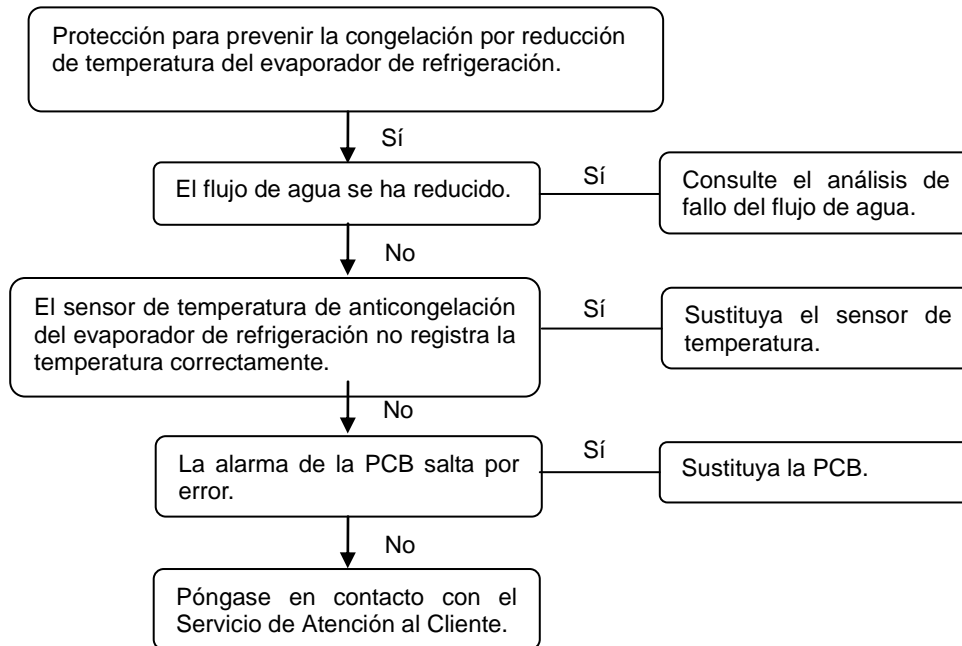 Protección para prevenir la congelación por reducción
de temperatura del evaporador de refrigeración.
Sí
El flujo de agua se ha reducido.
Sí
Consulte el análisis de
fallo del flujo de agua.
No
El sensor de temperatura de anticongelación
del evaporador de refrigeración no registra la
temperatura correctamente.
Sí
Sustituya el sensor de
temperatura.
No
La alarma de la PCB salta por
error.
Sí
Sustituya la PCB.
No
Póngase en contacto con el
Servicio de Atención al Cliente.